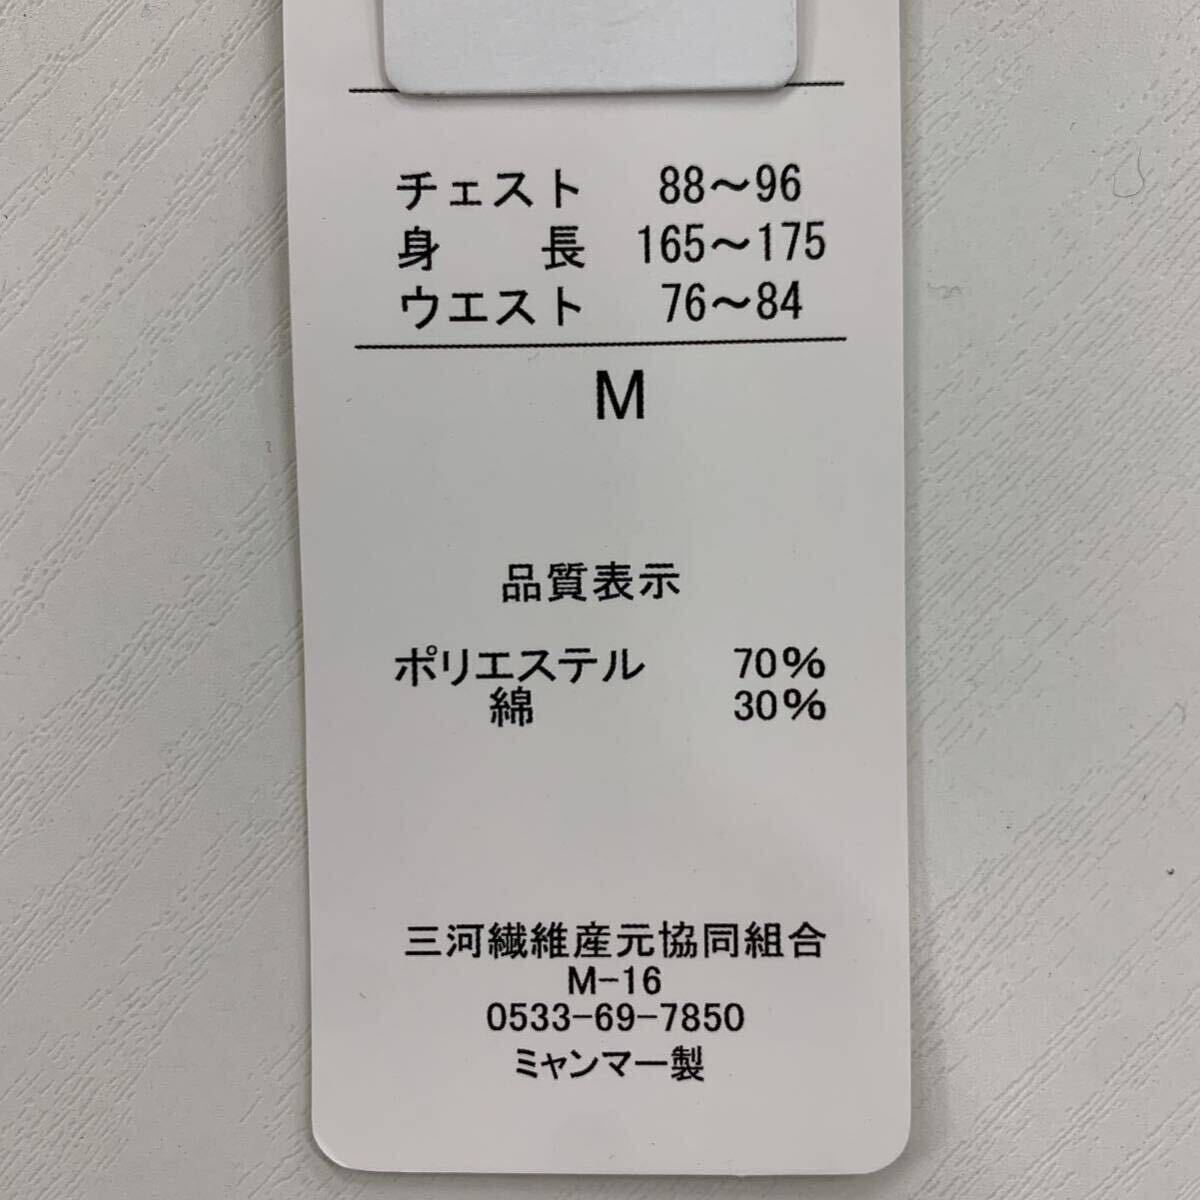 チェスト 88～96
身長 165～175
ウエスト 76～84
M
品質表示
ポリエステル 70%
綿 30%
三河繊維産元協同組合
M-16
0533-69-7850
ミャンマー製